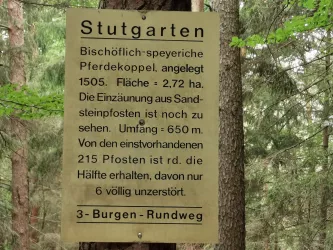 Stutgarten
Bischöflich-speyeriche
Pferdekoppel, angelegt
1505. Fläche = 2,72 ha.
Die Einzäunung aus Sand-
steinpfosten ist noch zu
sehen. Umfang = 650 m.
Von den einstvorhandenen
215 Pfosten ist rd. die
Hälfte erhalten, davon nur
6 völlig unzerstört.
3-Burgen-Rundweg